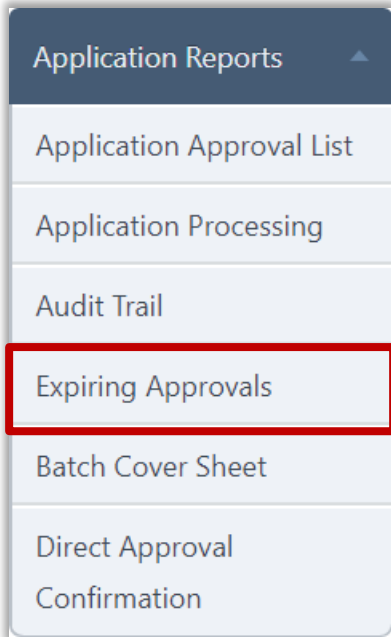 Application Reports
Application Approval List
Application Processing
Audit Trail
Expiring Approvals
Batch Cover Sheet
Direct Approval
Confirmation